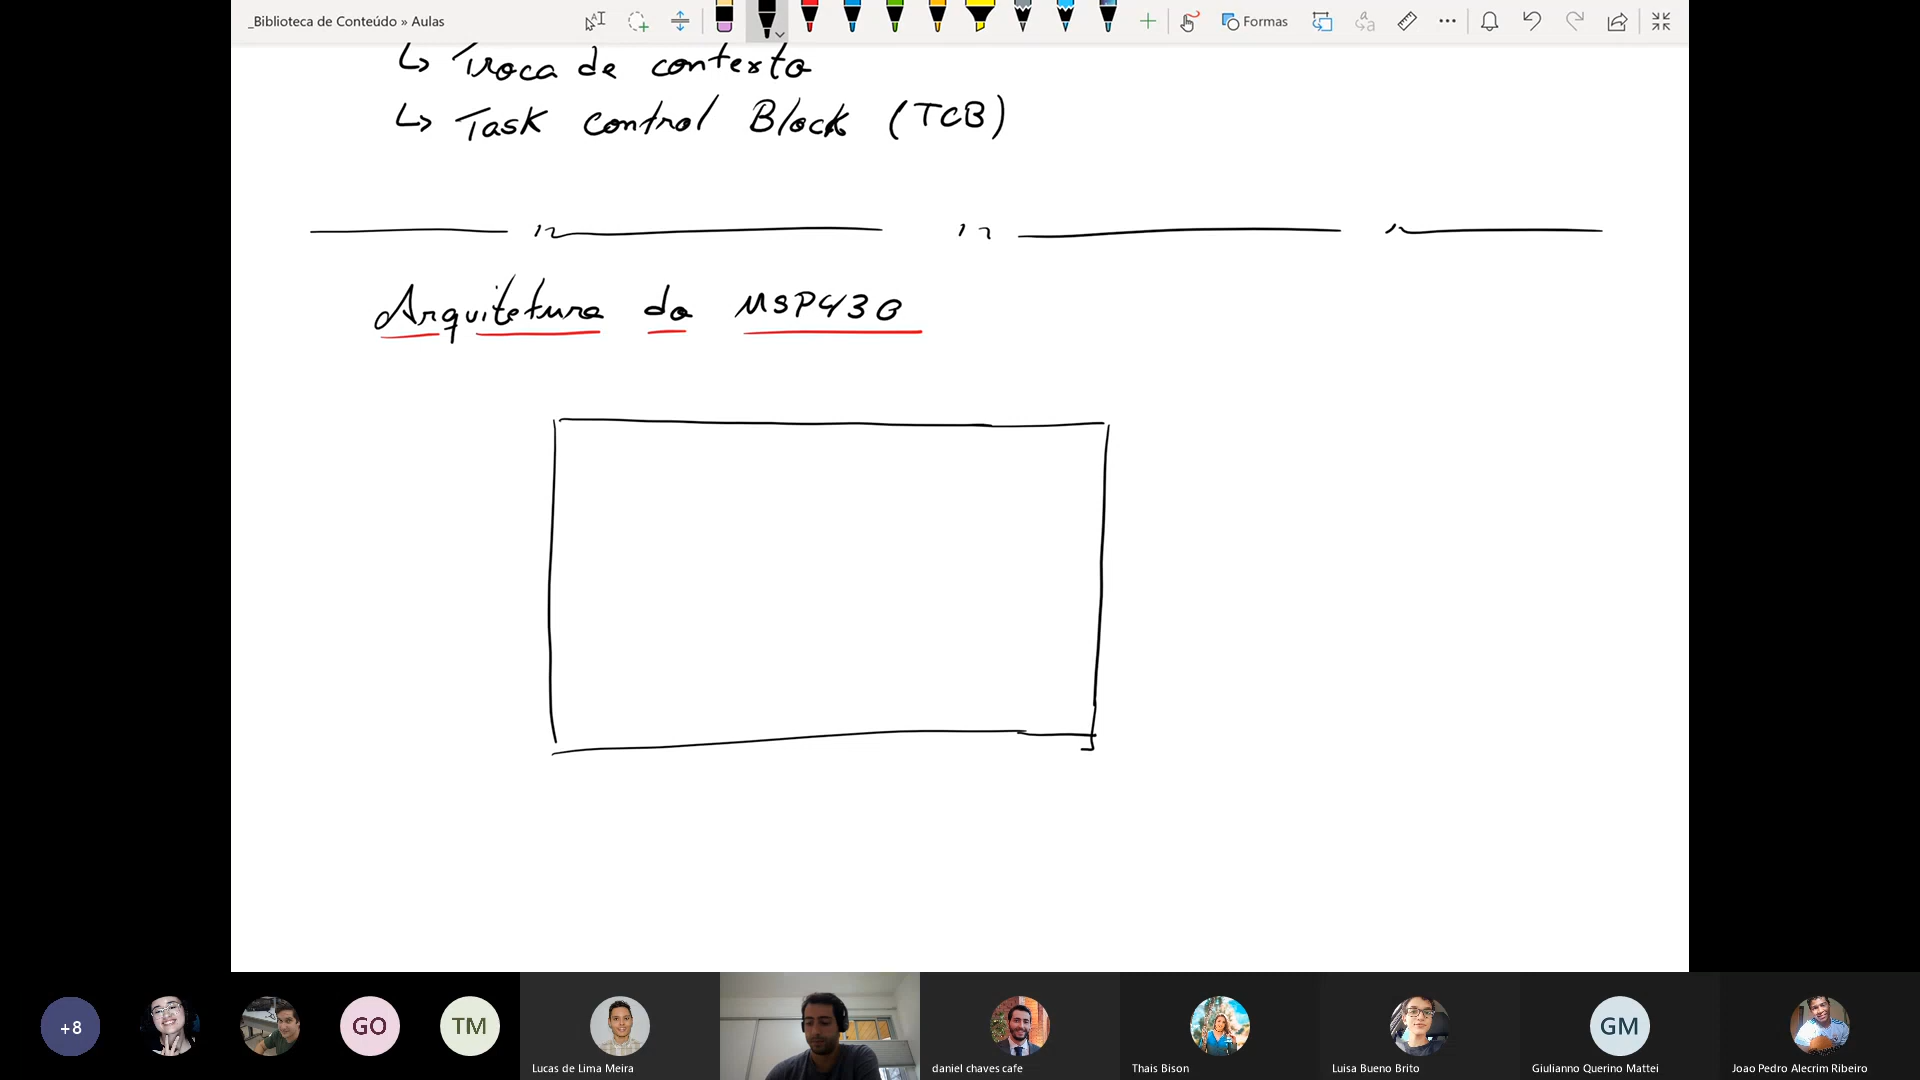 _Biblioteca de Conteúdo » Aulas
Formas
↳ Troca de contexto
↳ Task control Block (TCB)
Arquitetura do MSP430
+8
GO
TM
GM
Lucas de Lima Meira
daniel chaves cafe
Thais Bison
Luisa Bueno Brito
Giulianno Querino Mattei
Joao Pedro Alecrim Ribeiro